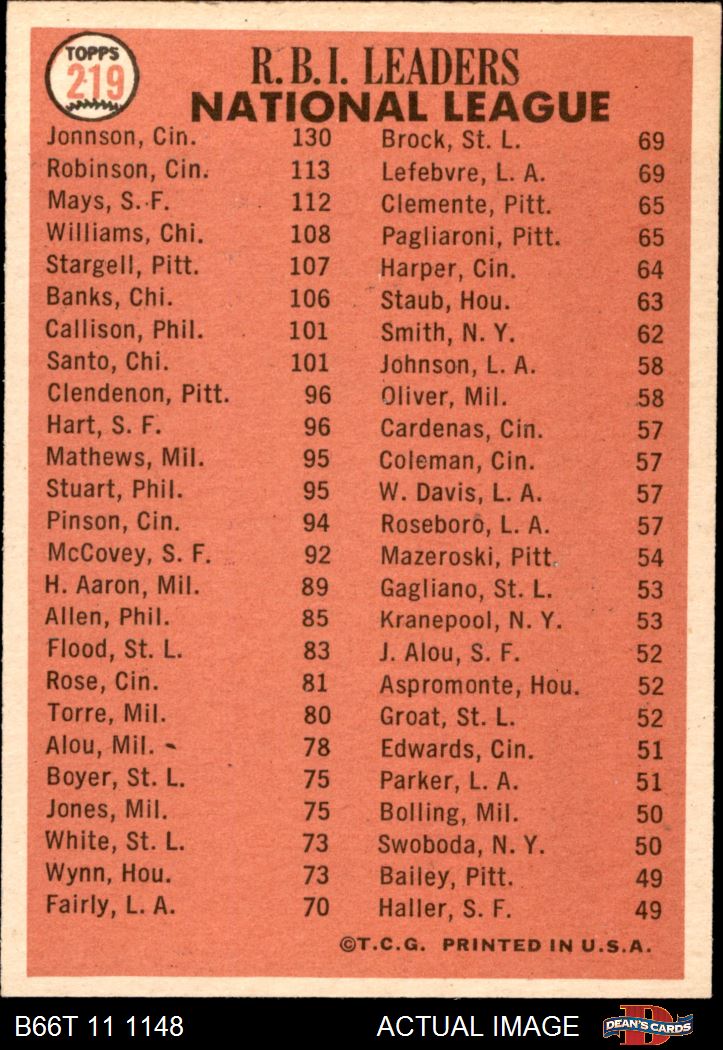 TOPPS
219
R.B.I. LEADERS
NATIONAL LEAGUE
Jonnson, Cin. 130
Robinson, Cin. 113
Mays, S. F. 112
Williams, Chi. 108
Stargell, Pitt. 107
Banks, Chi. 106
Callison, Phil. 101
Santo, Chi. 101
Clendenon, Pitt. 96
Hart, S. F. 96
Mathews, Mil. 95
Stuart, Phil. 95
Pinson, Cin. 94
McCovey, S. F. 92
H. Aaron, Mil. 89
Allen, Phil. 85
Flood, St. L. 83
Rose, Cin. 81
Torre, Mil. 80
Alou, Mil. 78
Boyer, St. L. 75
Jones, Mil. 75
White, St. L. 73
Wynn, Hou. 73
Fairly, L. A. 70
Brock, St. L. 69
Lefebvre, L. A. 69
Clemente, Pitt. 65
Pagliaroni, Pitt. 65
Harper, Cin. 64
Staub, Hou. 63
Smith, N. Y. 62
Johnson, L. A. 58
Oliver, Mil. 58
Cardenas, Cin. 57
Coleman, Cin. 57
W. Davis, L. A. 57
Roseboro, L. A. 57
Mazeroski, Pitt. 54
Gagliano, St. L. 53
Kranepool, N. Y. 53
J. Alou, S. F. 52
Aspromonte, Hou. 52
Groat, St. L. 52
Edwards, Cin. 51
Parker, L. A. 51
Bolling, Mil. 50
Swoboda, N. Y. 50
Bailey, Pitt. 49
Haller, S. F. 49
©T.C.G. PRINTED IN U.S.A.
B66T 11 1148 ACTUAL IMAGE
DEAN'S CARDS